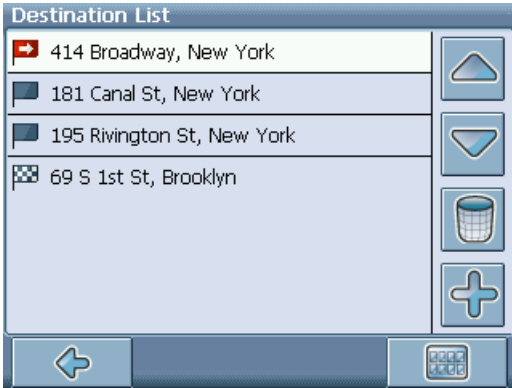 Destination List
414 Broadway, New York
181 Canal St, New York
195 Rivington St, New York
69 S 1st St, Brooklyn